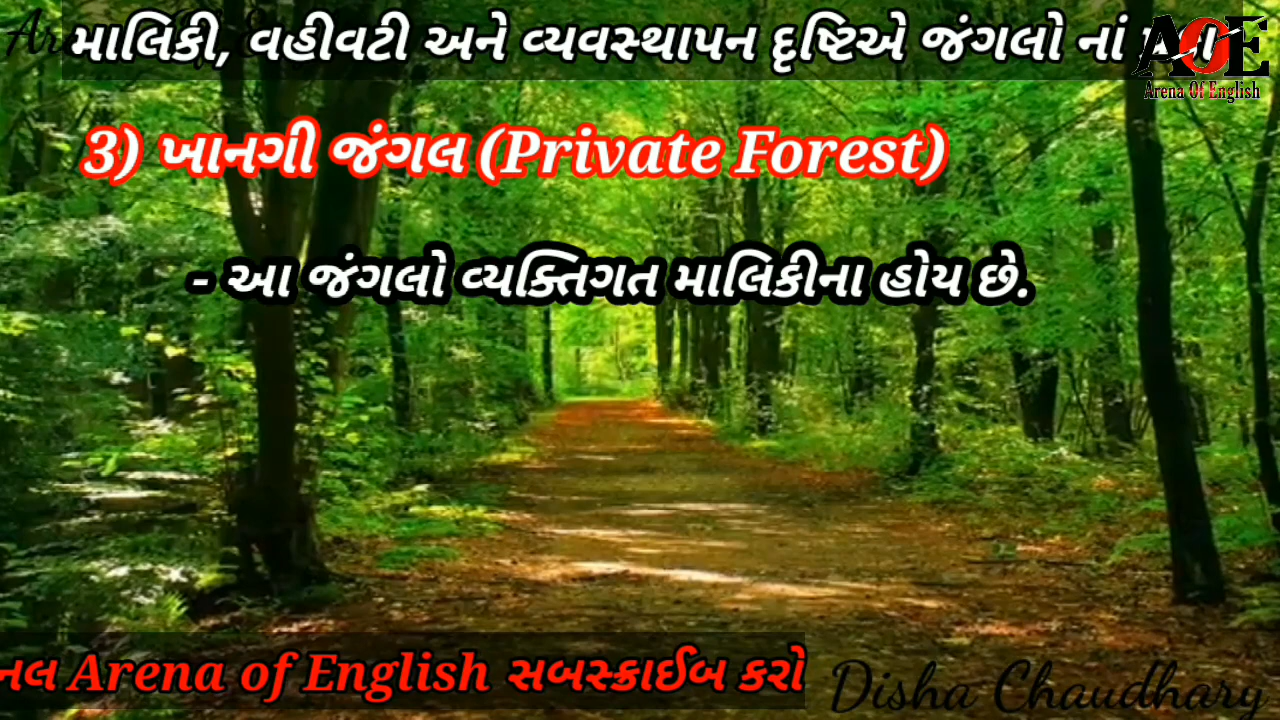 માલિકી, વહીવટી અને વ્યવસ્થાપન દૃષ્ટિએ જંગલો નાં
AOE
Arena Of English
3) ખાનગી જંગલ (Private Forest)
- આ જંગલો વ્યક્તિગત માલિકીના હોય છે.
નલ Arena of English સબસ્ક્રાઈબ કરો
Disha Chaudhary